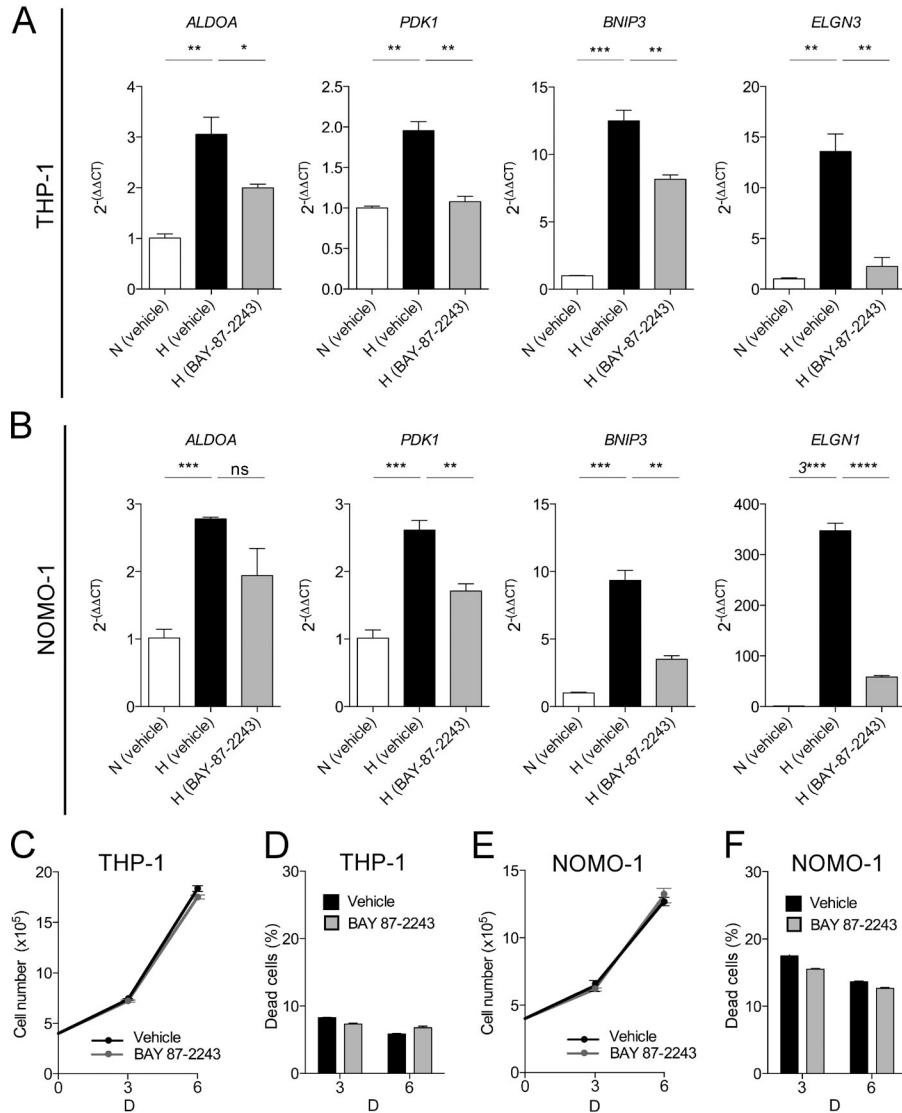 A
THP-1
ALDOA
** *
2-(ΔΔCT)
4
3
2
1
0
N (vehicle)
H (vehicle)
H (BAY-87-2243)
PDK1
** **
2-(ΔΔCT)
2.0
1.5
1.0
0.5
0.0
N (vehicle)
H (vehicle)
H (BAY-87-2243)
BNIP3
*** **
2-(ΔΔCT)
15
10
5
0
N (vehicle)
H (vehicle)
H (BAY-87-2243)
ELGN3
** **
2-(ΔΔCT)
20
15
10
5
0
N (vehicle)
H (vehicle)
H (BAY-87-2243)
B
NOMO-1
ALDOA
*** ns
2-(ΔΔCT)
3
2
1
0
N (vehicle)
H (vehicle)
H (BAY-87-2243)
PDK1
*** **
2-(ΔΔCT)
3
2
1
0
N (vehicle)
H (vehicle)
H (BAY-87-2243)
BNIP3
*** **
2-(ΔΔCT)
15
10
5
0
N (vehicle)
H (vehicle)
H (BAY-87-2243)
ELGN1
3*** ****
2-(ΔΔCT)
400
300
200
100
0
N (vehicle)
H (vehicle)
H (BAY-87-2243)
C
THP-1
Cell number (x10⁵)
20
15
10
5
0
Vehicle
BAY 87-2243
0 3 6
D
D
THP-1
Dead cells (%)
30
20
10
0
Vehicle
BAY 87-2243
3 6
D
E
NOMO-1
Cell number (x10⁵)
15
10
5
0
Vehicle
BAY 87-2243
0 3 6
D
F
NOMO-1
Dead cells (%)
30
20
10
0
Vehicle
BAY 87-2243
3 6
D